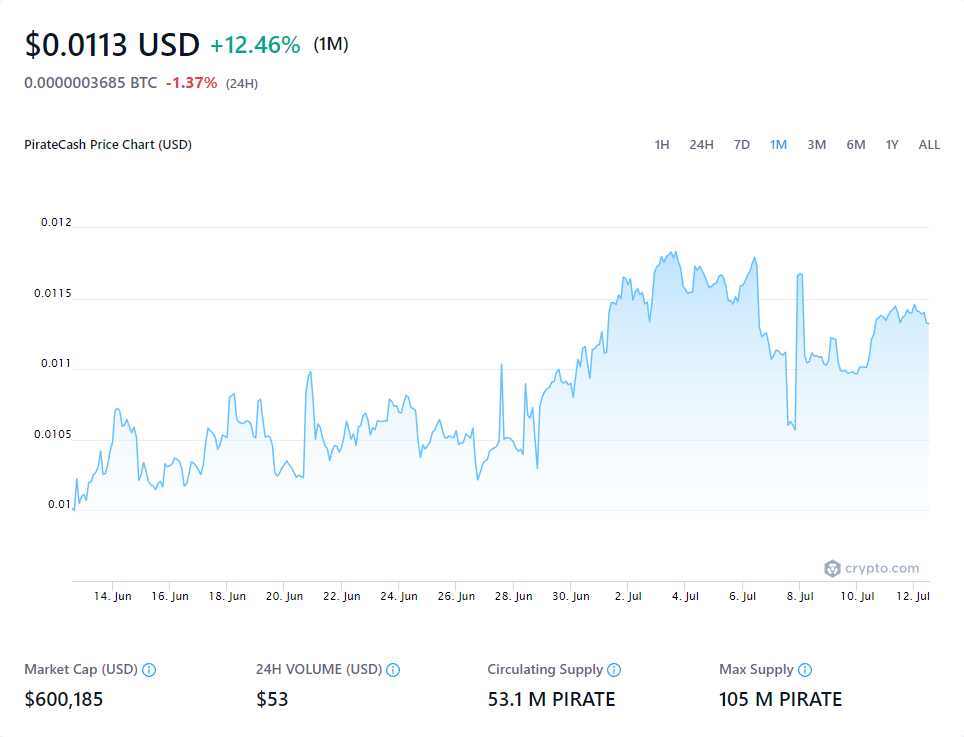 $0.0113 USD +12.46% (1M)
0.0000003685 BTC -1.37% (24H)
PirateCash Price Chart (USD) 1H 24H 7D 1M 3M 6M 1Y ALL
0.012
0.0115
0.011
0.0105
0.01
crypto.com
14. Jun 16. Jun 18. Jun 20. Jun 22. Jun 24. Jun 26. Jun 28. Jun 30. Jun 2. Jul 4. Jul 6. Jul 8. Jul 10. Jul 12. Jul
Market Cap (USD) 24H VOLUME (USD) Circulating Supply Max Supply
$600,185 $53 53.1 M PIRATE 105 M PIRATE